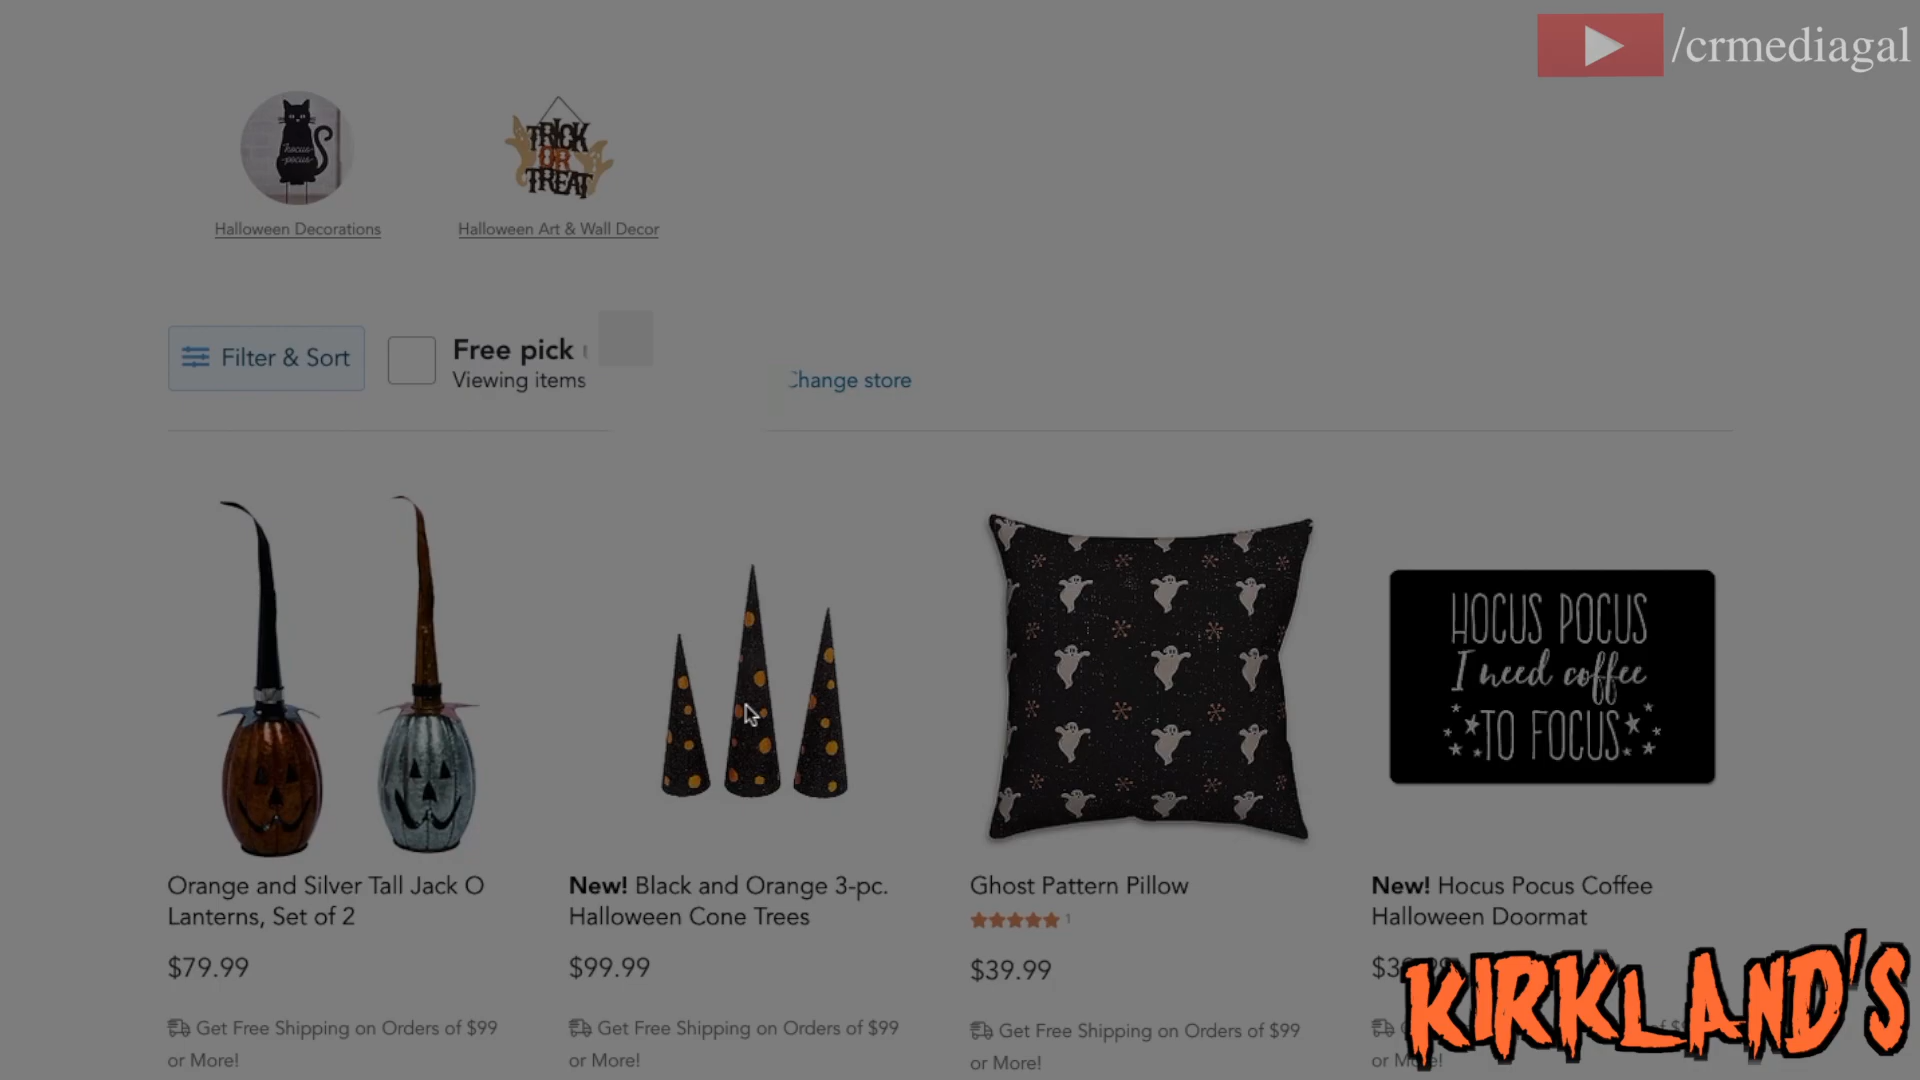 /crmediagal
hocus
pocus
TRICK
OR
TREAT
Halloween Decorations
Halloween Art & Wall Decor
Filter & Sort
Free pick
Viewing items
Change store
HOCUS POCUS
I need coffee
TO FOCUS
Orange and Silver Tall Jack O
Lanterns, Set of 2
$79.99
Get Free Shipping on Orders of $99
or More!
New! Black and Orange 3-pc.
Halloween Cone Trees
$99.99
Get Free Shipping on Orders of $99
or More!
Ghost Pattern Pillow
1
$39.99
Get Free Shipping on Orders of $99
or More!
New! Hocus Pocus Coffee
Halloween Doormat
KIRKLAND'S